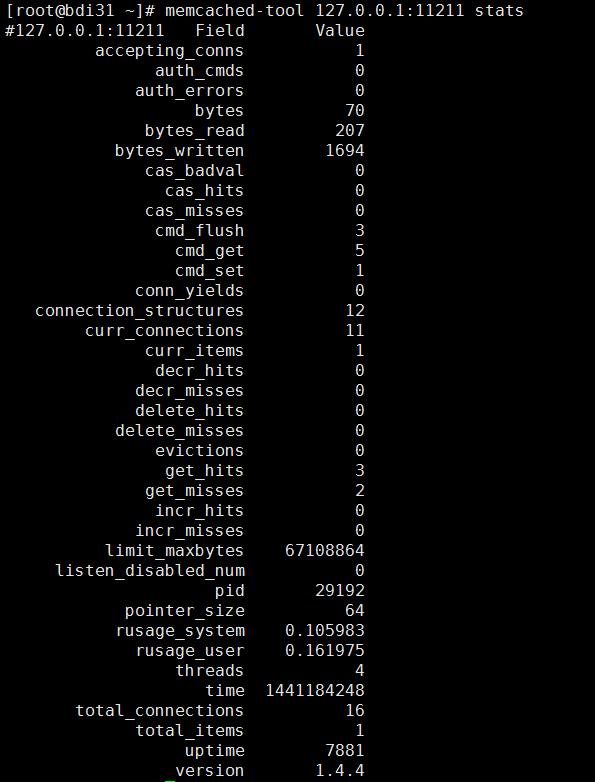 [root@bdi31 ~]# memcached-tool 127.0.0.1:11211 stats
#127.0.0.1:11211   Field       Value
accepting_conns           1
auth_cmds           0
auth_errors           0
bytes          70
bytes_read         207
bytes_written        1694
cas_badval           0
cas_hits           0
cas_misses           0
cmd_flush           3
cmd_get           5
cmd_set           1
conn_yields           0
connection_structures          12
curr_connections          11
curr_items           1
decr_hits           0
decr_misses           0
delete_hits           0
delete_misses           0
evictions           0
get_hits           3
get_misses           2
incr_hits           0
incr_misses           0
limit_maxbytes    67108864
listen_disabled_num           0
pid       29192
pointer_size          64
rusage_system    0.105983
rusage_user    0.161975
threads           4
time  1441184248
total_connections          16
total_items           1
uptime        7881
version       1.4.4